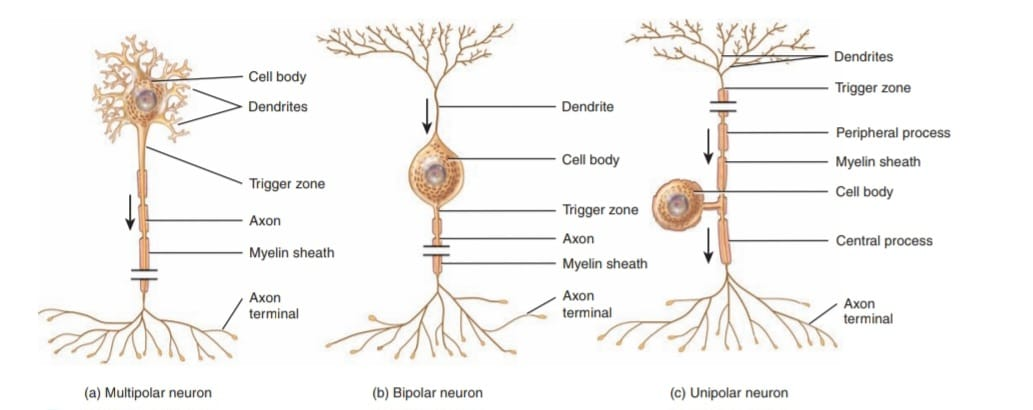 Cell body
Dendrites
Trigger zone
Axon
Myelin sheath
Axon
terminal
(a) Multipolar neuron
Dendrite
Cell body
Trigger zone
Axon
Myelin sheath
Axon
terminal
(b) Bipolar neuron
Dendrites
Trigger zone
Peripheral process
Myelin sheath
Cell body
Central process
Axon
terminal
(c) Unipolar neuron